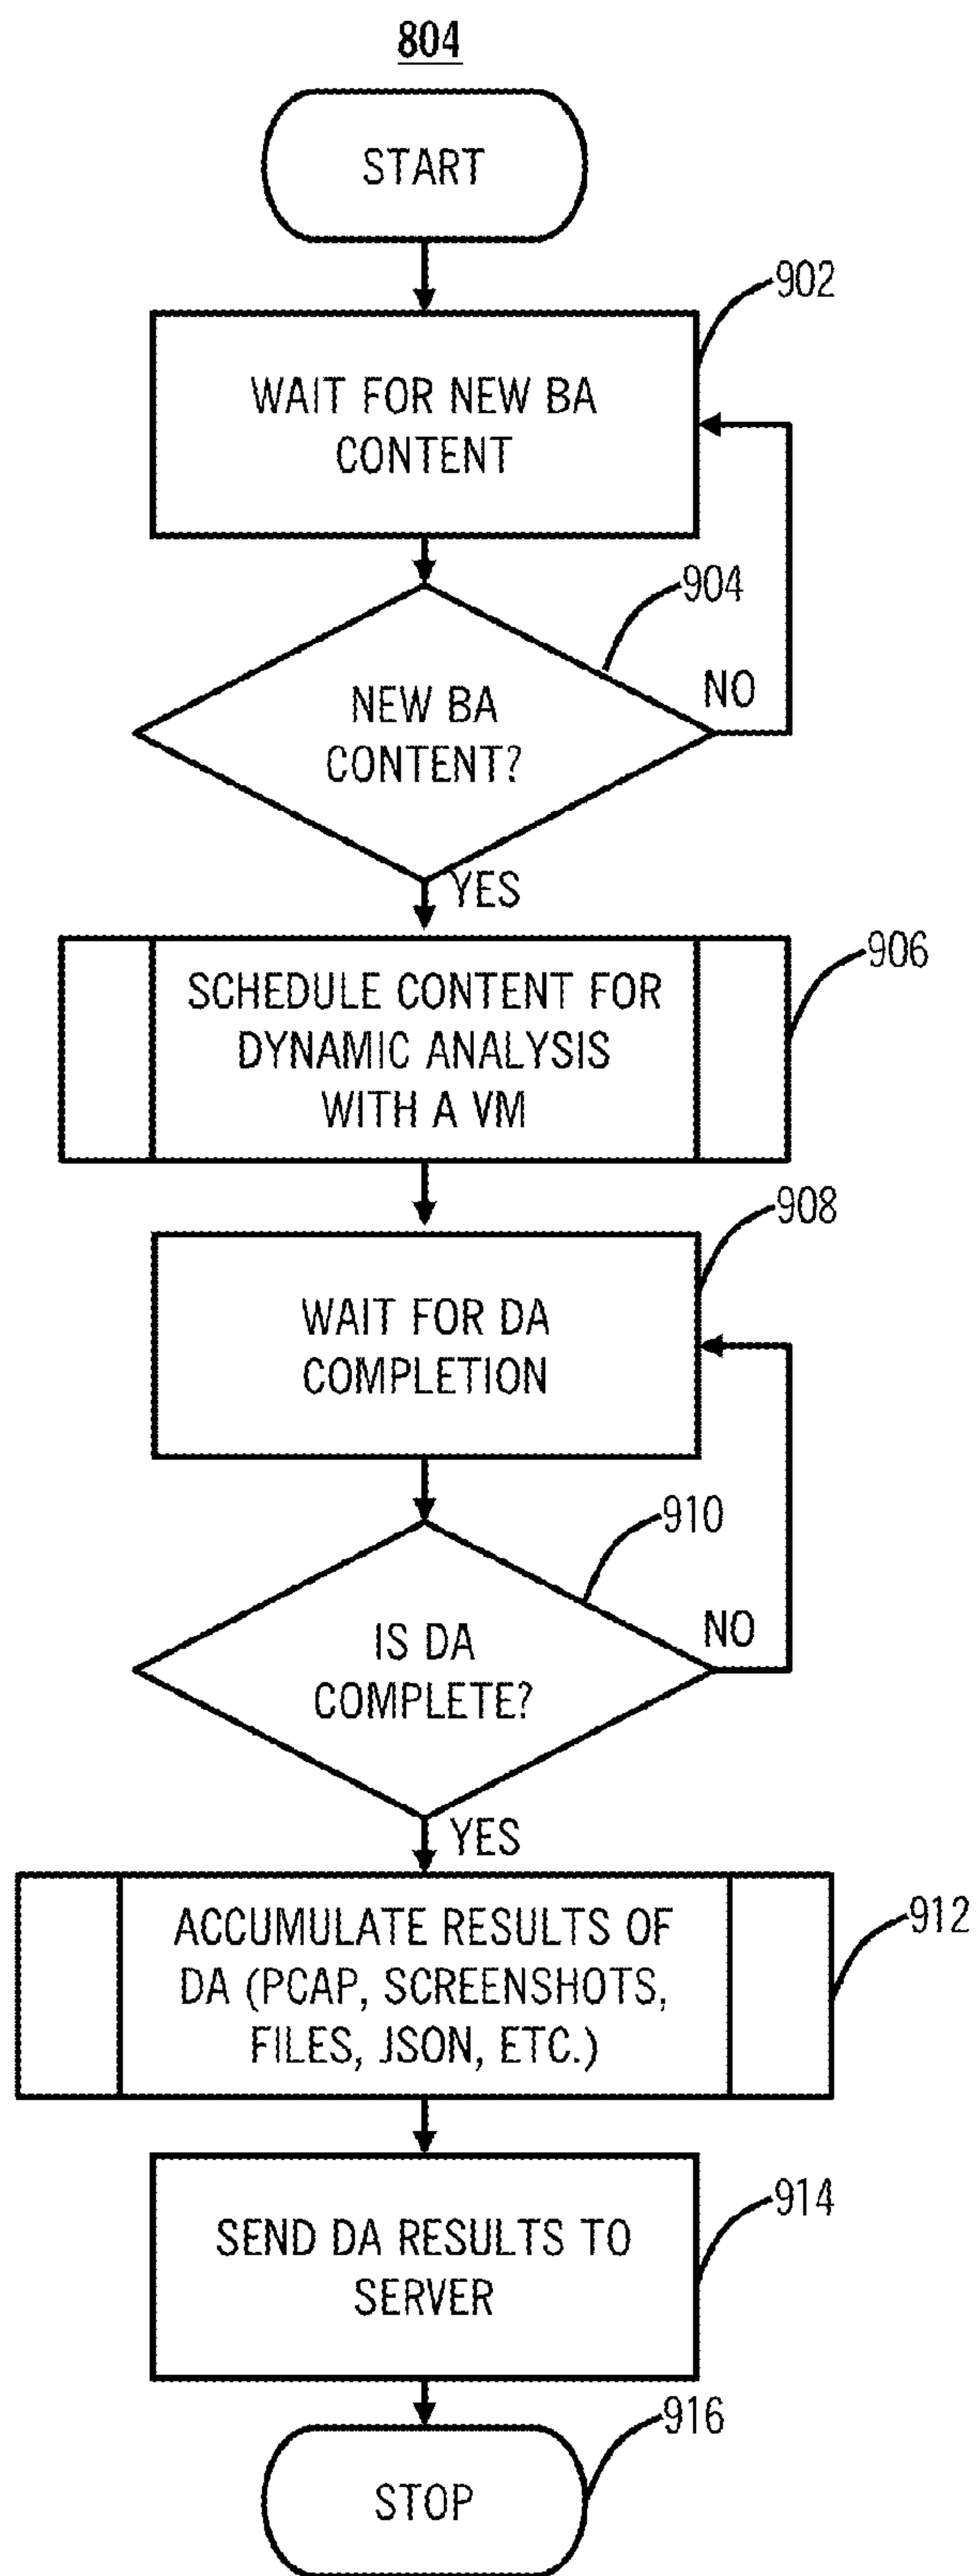 804
START
902
WAIT FOR NEW BA
CONTENT
904
NO
NEW BA
CONTENT?
YES
906
SCHEDULE CONTENT FOR
DYNAMIC ANALYSIS
WITH A VM
908
WAIT FOR DA
COMPLETION
910
NO
IS DA
COMPLETE?
YES
912
ACCUMULATE RESULTS OF
DA (PCAP, SCREENSHOTS,
FILES, JSON, ETC.)
914
SEND DA RESULTS TO
SERVER
916
STOP